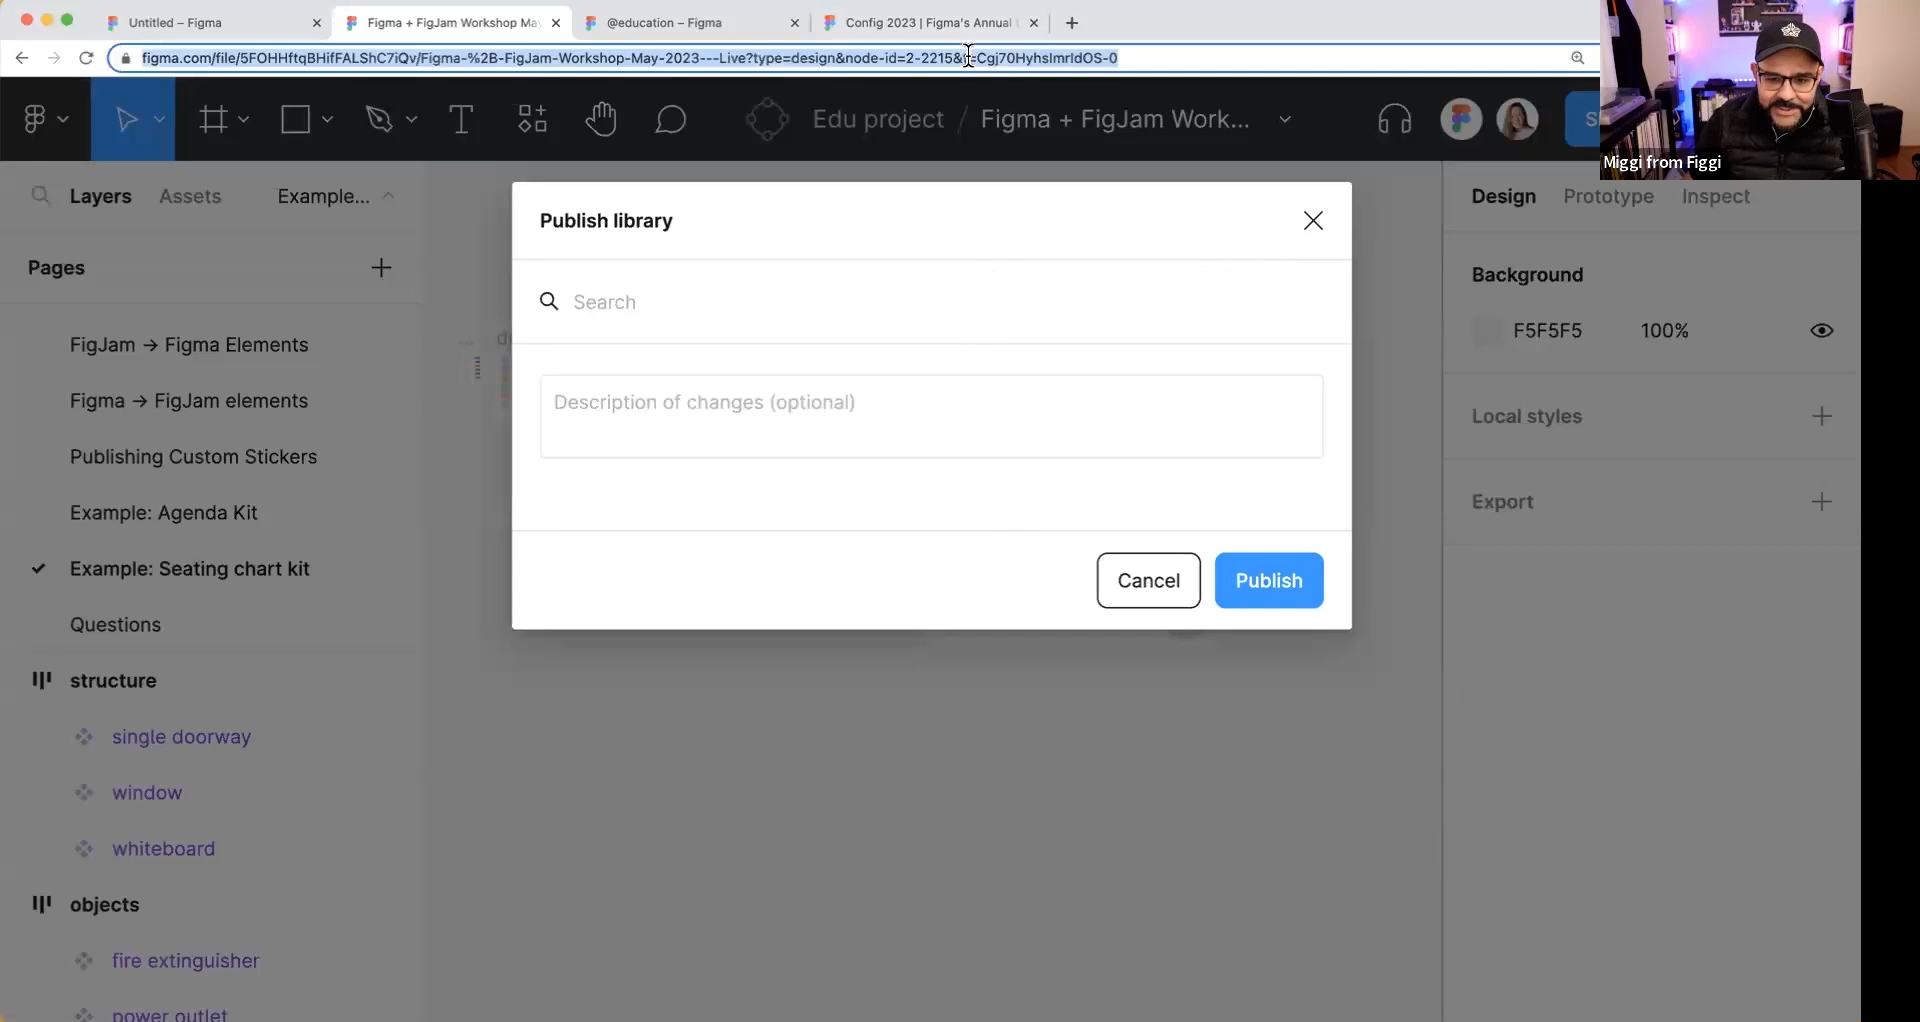 Untitled – Figma
Figma + FigJam Workshop Ma
@education – Figma
Config 2023 | Figma's Annual
figma.com/file/5FOHHftqBHifFALShC7iQv/Figma-%2B-FigJam-Workshop-May-2023---Live?type=design&node-id=2-2215&t=Cgj70HyhsImrIdOS-0
Edu project / Figma + FigJam Work...
S
Miggi from Figgi
Layers
Assets
Example...
Pages
FigJam → Figma Elements
Figma → FigJam elements
Publishing Custom Stickers
Example: Agenda Kit
Example: Seating chart kit
Questions
structure
single doorway
window
whiteboard
objects
fire extinguisher
power outlet
Publish library
Search
Description of changes (optional)
Cancel
Publish
Design
Prototype
Inspect
Background
F5F5F5
100%
Local styles
Export